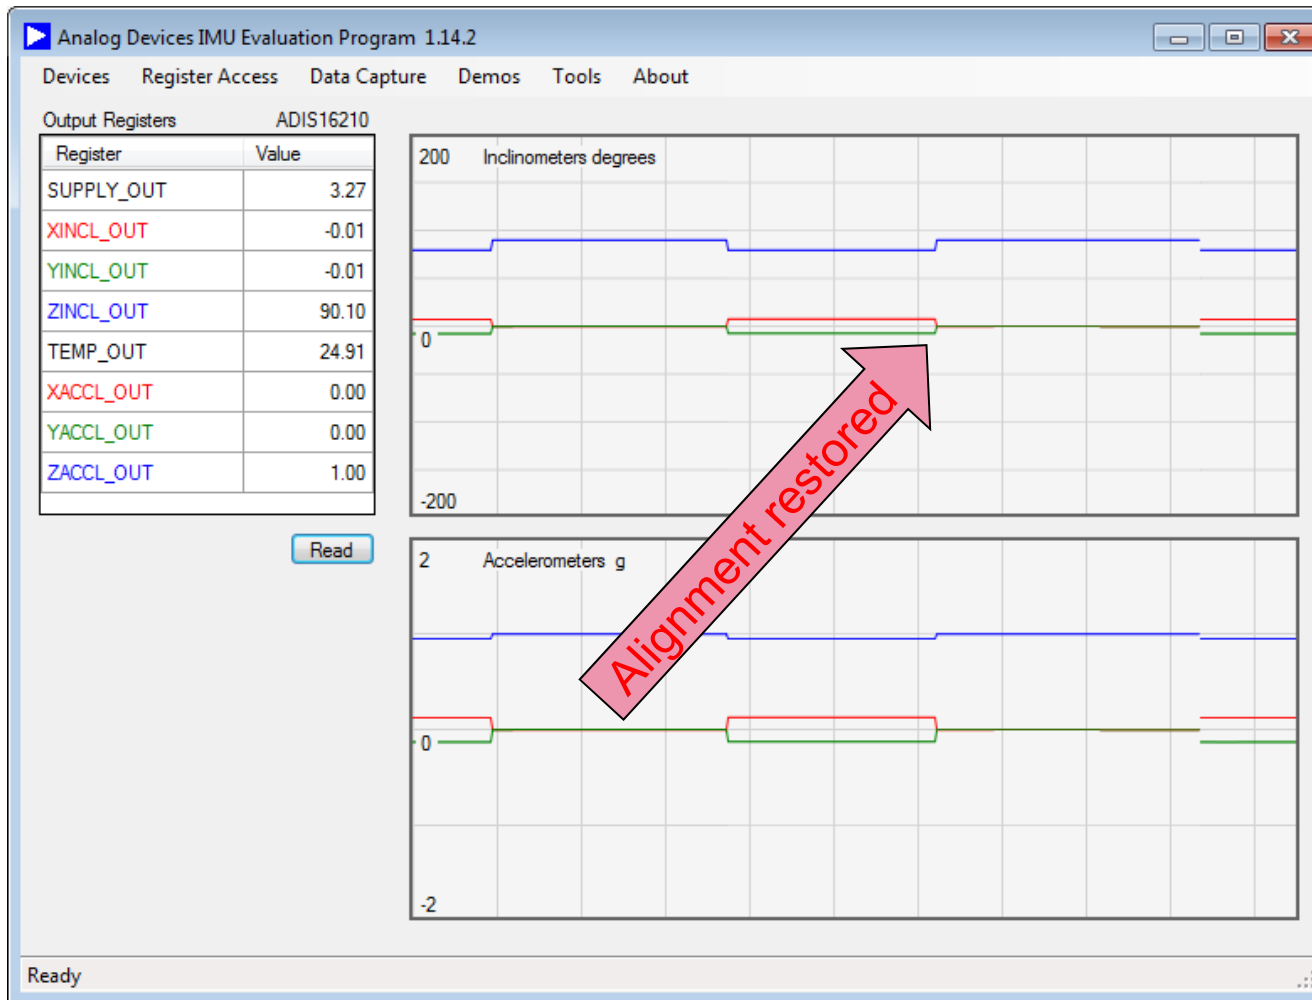 Analog Devices IMU Evaluation Program 1.14.2
Devices Register Access Data Capture Demos Tools About
Output Registers ADIS16210
Register Value
SUPPLY_OUT 3.27
XINCL_OUT -0.01
YINCL_OUT -0.01
ZINCL_OUT 90.10
TEMP_OUT 24.91
XACCL_OUT 0.00
YACCL_OUT 0.00
ZACCL_OUT 1.00
Read
200 Inclinometers degrees
0
-200
Alignment restored
2 Accelerometers g
0
-2
Ready